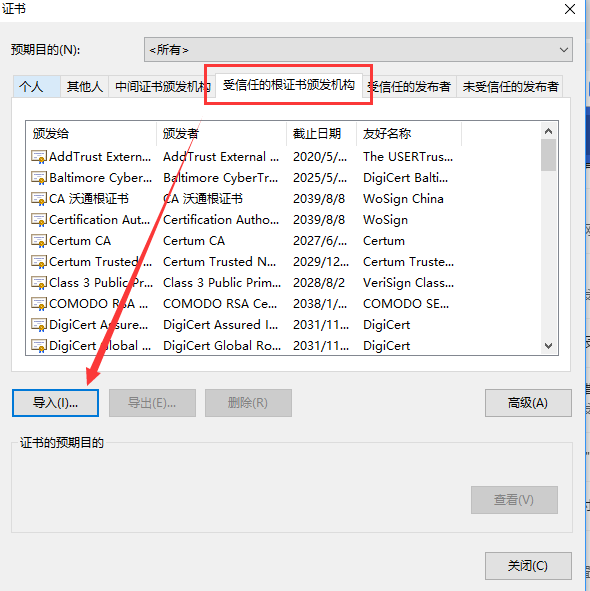 证书
预期目的(N):
<所有>
个人 其他人 中间证书颁发机构 受信任的根证书颁发机构 受信任的发布者 未受信任的发布者
颁发给 颁发者 截止日期 友好名称
AddTrust Extern... AddTrust External ... 2020/5/... The USERTrus...
Baltimore Cyber... Baltimore CyberTr... 2025/5/... DigiCert Balti...
CA 沃通根证书 CA 沃通根证书 2039/8/8 WoSign China
Certification Aut... Certification Autho... 2039/8/8 WoSign
Certum CA Certum CA 2027/6/... Certum
Certum Trusted ... Certum Trusted N... 2029/12... Certum Truste...
Class 3 Public Pr... Class 3 Public Prim... 2028/8/2 VeriSign Class...
COMODO RSA ... COMODO RSA Ce... 2038/1/... COMODO SE...
DigiCert Assure... DigiCert Assured I... 2031/11... DigiCert
DigiCert Global ... DigiCert Global Ro... 2031/11... DigiCert
导入(I)... 导出(E)... 删除(R) 高级(A)
证书的预期目的
查看(V)
关闭(C)